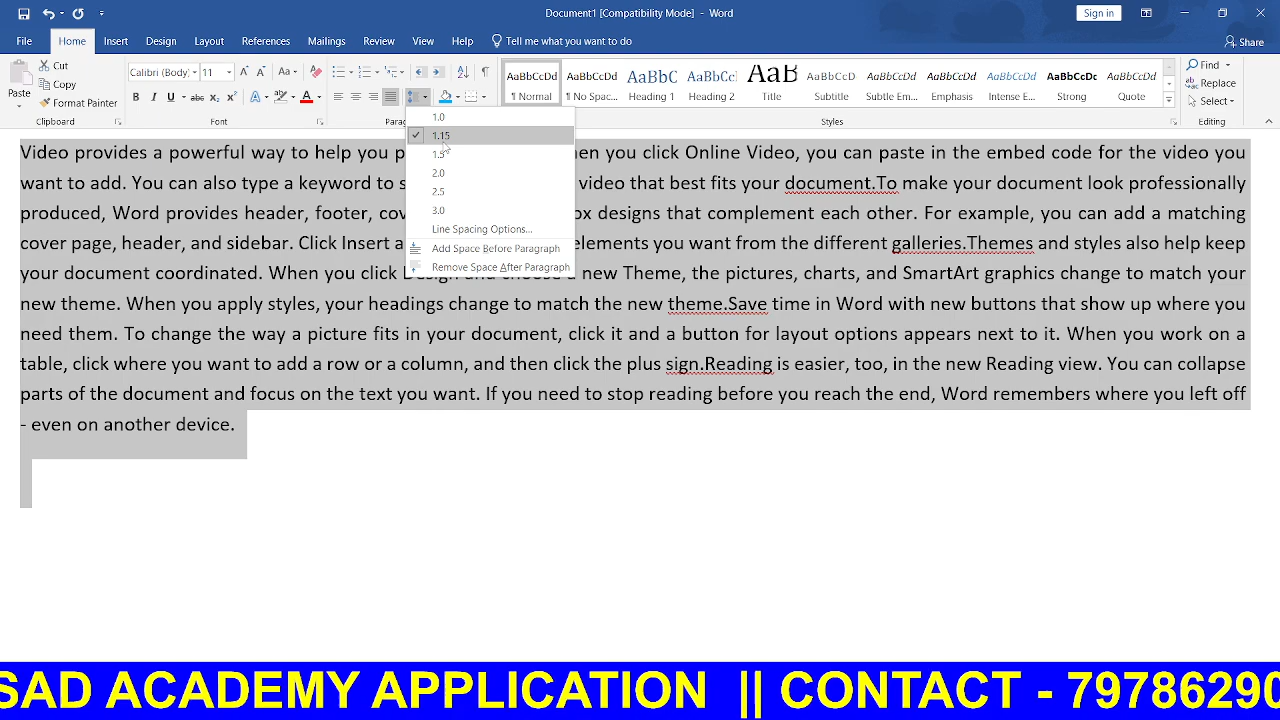 Document1 [Compatibility Mode] - Word
Sign in
File Home Insert Design Layout References Mailings Review View Help Tell me what you want to do Share
Paste
Cut
Copy
Format Painter
Clipboard
Calibri (Body) 11
Font
AaBbCcDd AaBbCcDd AaBbC AaBbCc AaB AaBbCcD AaBbCcDd AaBbCcDd AaBbCcDd AaBbCcDc AaBbCcDd
¶ Normal ¶ No Spac... Heading 1 Heading 2 Title Subtitle Subtle Em... Emphasis Intense E... Strong Quote
Styles
Find
Replace
Select
Editing
1.0
1.15
1.5
2.0
2.5
3.0
Line Spacing Options...
Add Space Before Paragraph
Remove Space After Paragraph
Video provides a powerful way to help you p en you click Online Video, you can paste in the embed code for the video you
want to add. You can also type a keyword to s video that best fits your document.To make your document look professionally
produced, Word provides header, footer, cov ox designs that complement each other. For example, you can add a matching
cover page, header, and sidebar. Click Insert a elements you want from the different galleries.Themes and styles also help keep
your document coordinated. When you click Design and choose a new Theme, the pictures, charts, and SmartArt graphics change to match your
new theme. When you apply styles, your headings change to match the new theme.Save time in Word with new buttons that show up where you
need them. To change the way a picture fits in your document, click it and a button for layout options appears next to it. When you work on a
table, click where you want to add a row or a column, and then click the plus sign.Reading is easier, too, in the new Reading view. You can collapse
parts of the document and focus on the text you want. If you need to stop reading before you reach the end, Word remembers where you left off
- even on another device.
SAD ACADEMY APPLICATION || CONTACT - 79786290